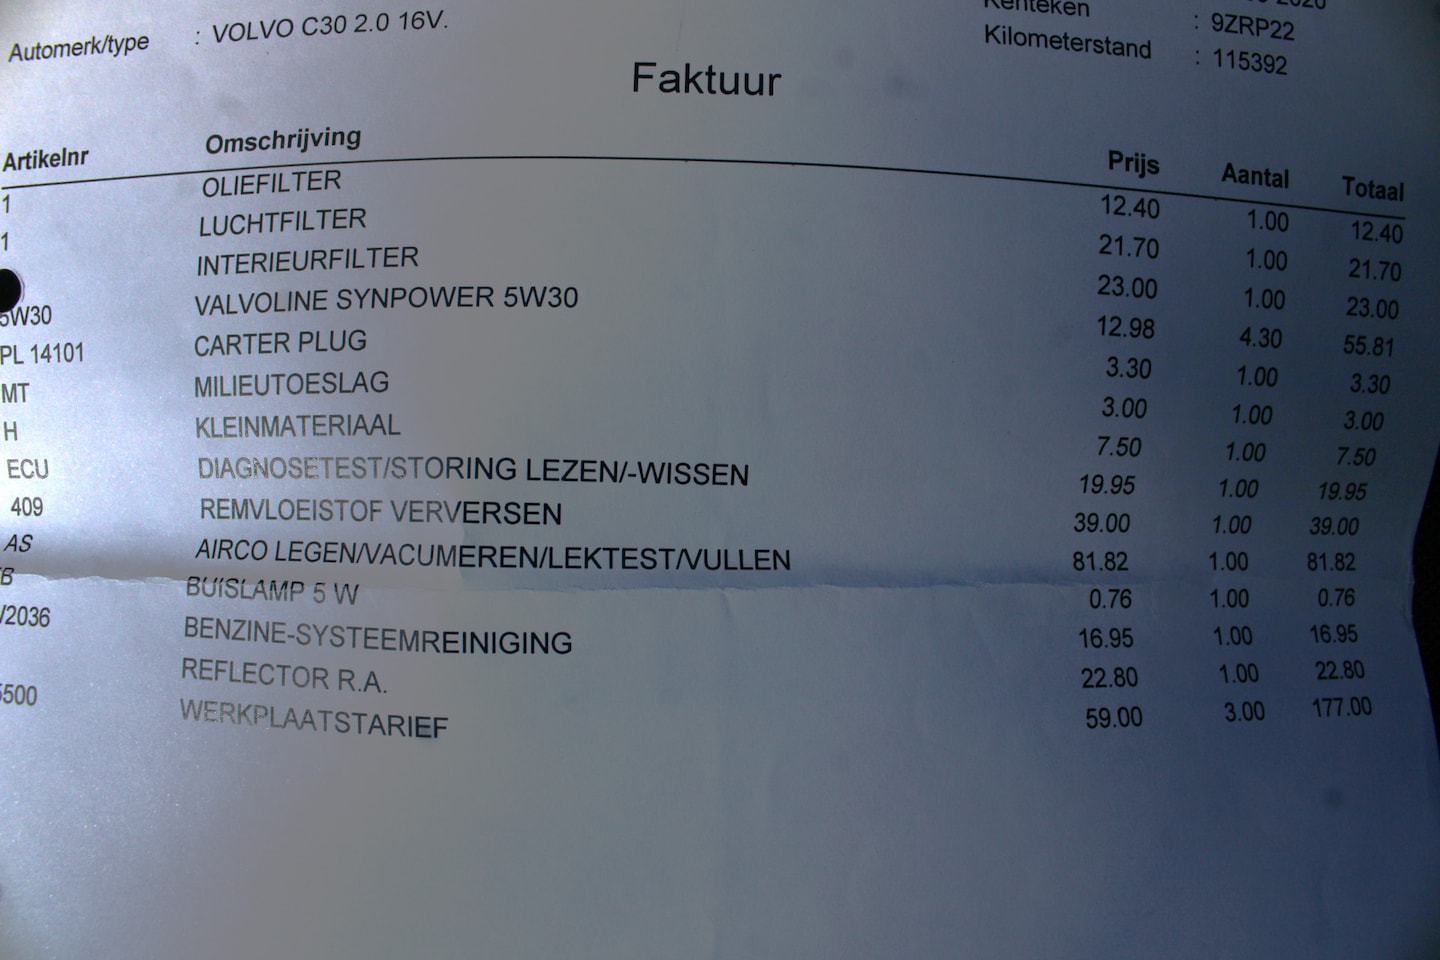 2020
Kenteken : 9ZRP22
Automerk/type : VOLVO C30 2.0 16V. Kilometerstand : 115392
Faktuur
Artikelnr Omschrijving Prijs Aantal Totaal
1 OLIEFILTER 12.40 1.00 12.40
1 LUCHTFILTER 21.70 1.00 21.70
INTERIEURFILTER 23.00 1.00 23.00
5W30 VALVOLINE SYNPOWER 5W30 12.98 4.30 55.81
PL 14101 CARTER PLUG 3.30 1.00 3.30
MT MILIEUTOESLAG 3.00 1.00 3.00
H KLEINMATERIAAL 7.50 1.00 7.50
ECU DIAGNOSETEST/STORING LEZEN/-WISSEN 19.95 1.00 19.95
409 REMVLOEISTOF VERVERSEN 39.00 1.00 39.00
AS AIRCO LEGEN/VACUMEREN/LEKTEST/VULLEN 81.82 1.00 81.82
B BUISLAMP 5 W 0.76 1.00 0.76
2036 BENZINE-SYSTEEMREINIGING 16.95 1.00 16.95
REFLECTOR R.A. 22.80 1.00 22.80
5500 WERKPLAATSTARIEF 59.00 3.00 177.00